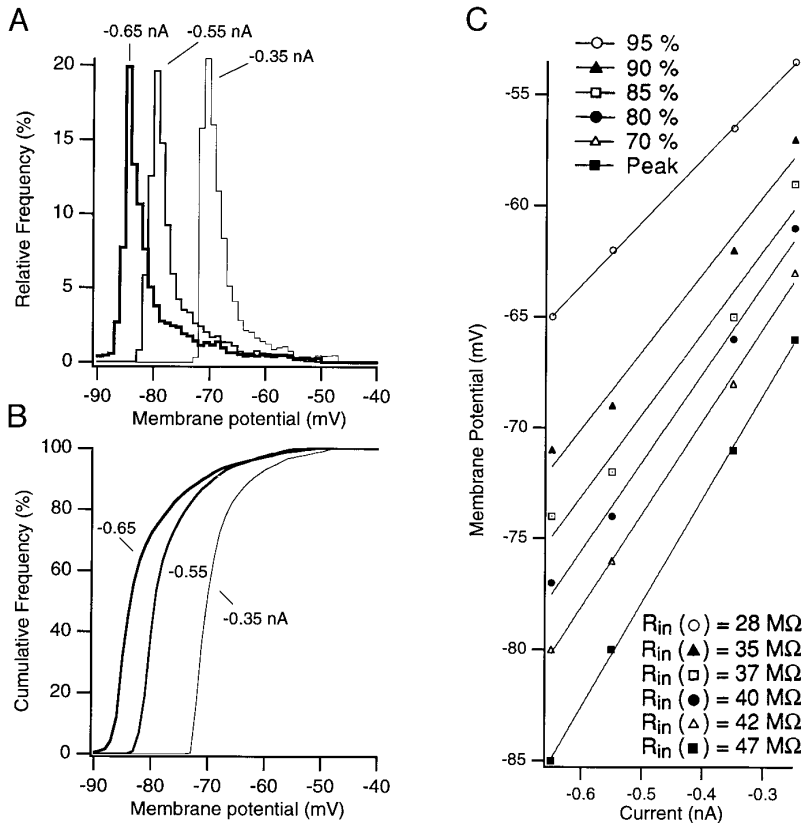 A
-0.65 nA
-0.55 nA
-0.35 nA
20
15
10
5
0
Relative Frequency (%)
-90 -80 -70 -60 -50 -40
Membrane potential (mV)
B
100
80
60
40
20
0
Cumulative Frequency (%)
-0.65
-0.55
-0.35 nA
-90 -80 -70 -60 -50 -40
Membrane potential (mV)
C
95 %
90 %
85 %
80 %
70 %
Peak
-55
-60
-65
-70
-75
-80
-85
Membrane Potential (mV)
Rin (○) = 28 MΩ
Rin (▲) = 35 MΩ
Rin (□) = 37 MΩ
Rin (●) = 40 MΩ
Rin (△) = 42 MΩ
Rin (■) = 47 MΩ
-0.6 -0.5 -0.4 -0.3
Current (nA)